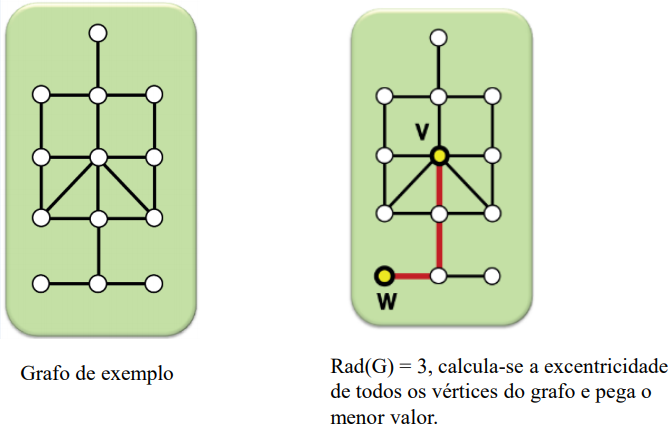 V
W
Grafo de exemplo
Rad(G) = 3, calcula-se a excentricidade
de todos os vértices do grafo e pega o
menor valor.